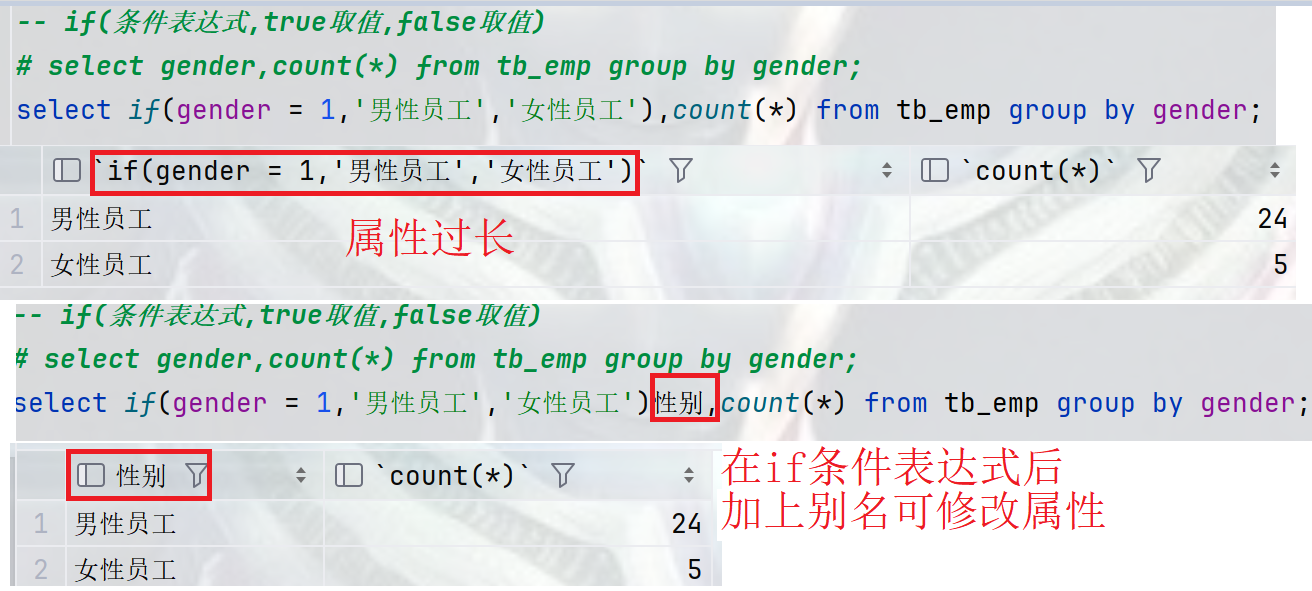 -- if(条件表达式,true取值,false取值)
# select gender,count(*) from tb_emp group by gender;
select if(gender = 1,'男性员工','女性员工'),count(*) from tb_emp group by gender;
`if(gender = 1,'男性员工','女性员工')` `count(*)`
1 男性员工 24
属性过长
2 女性员工 5
-- if(条件表达式,true取值,false取值)
# select gender,count(*) from tb_emp group by gender;
select if(gender = 1,'男性员工','女性员工')性别,count(*) from tb_emp group by gender;
性别 `count(*)`
1 男性员工 24
2 女性员工 5
在if条件表达式后
加上别名可修改属性